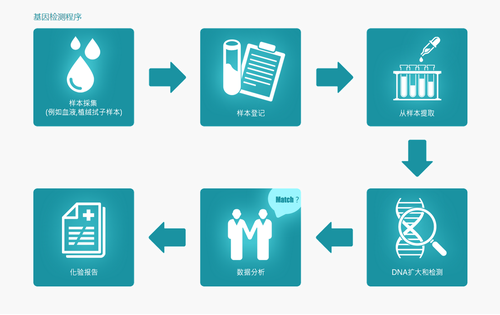 基因检测程序
样本採集
(例如血液,植绒拭子样本)
样本登记
从样本提取
DNA扩大和检测
Match ?
数据分析
化验报告